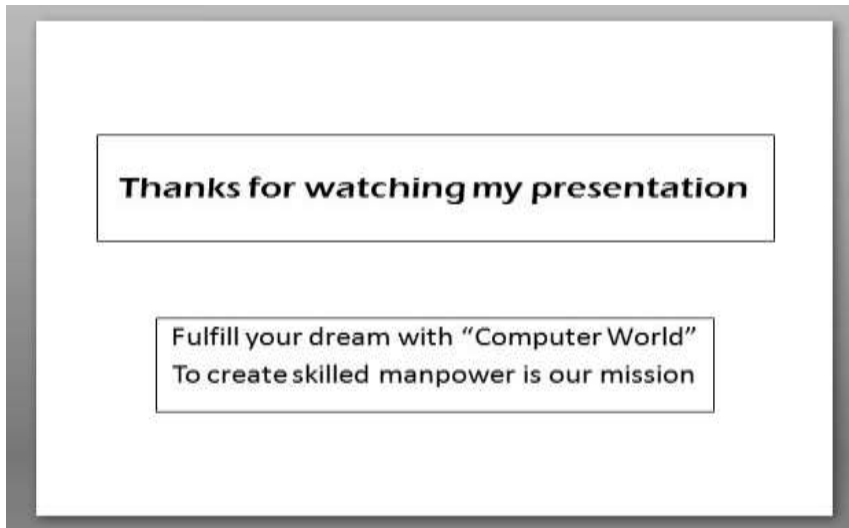 Thanks for watching my presentation
Fulfill your dream with “Computer World”
To create skilled manpower is our mission